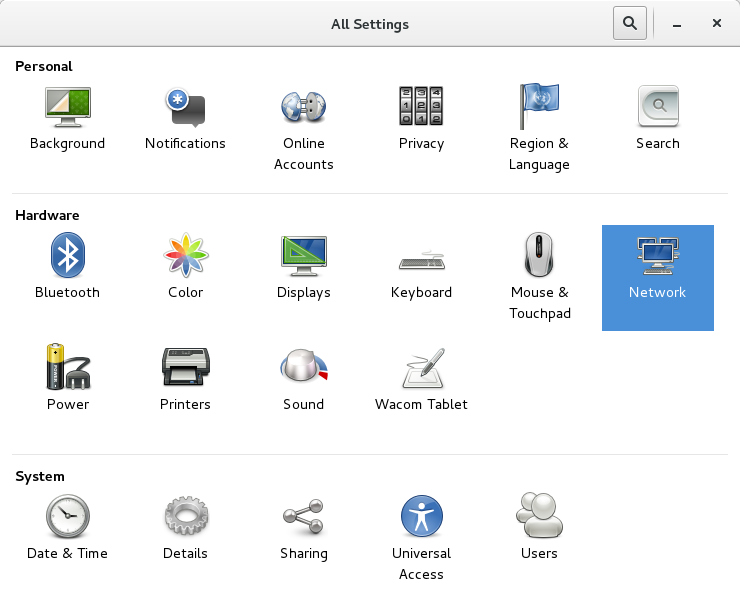 All Settings
Personal
Background
Notifications
Online
Accounts
Privacy
Region &
Language
Search
Hardware
Bluetooth
Color
Displays
Keyboard
Mouse &
Touchpad
Network
Power
Printers
Sound
Wacom Tablet
System
Date & Time
Details
Sharing
Universal
Access
Users